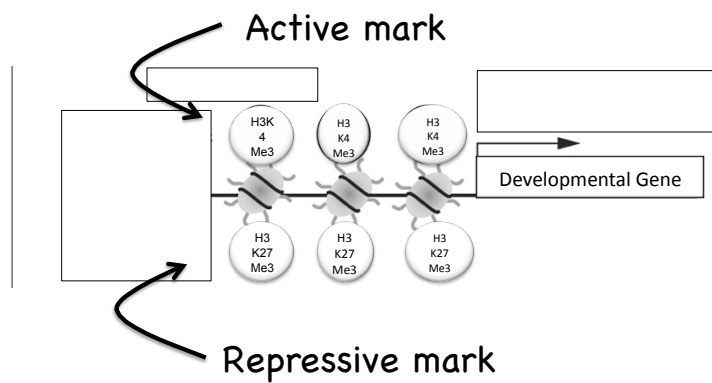 Active mark
H3K
4
Me3
H3
K4
Me3
H3
K4
Me3
Developmental Gene
H3
K27
Me3
H3
K27
Me3
H3
K27
Me3
Repressive mark